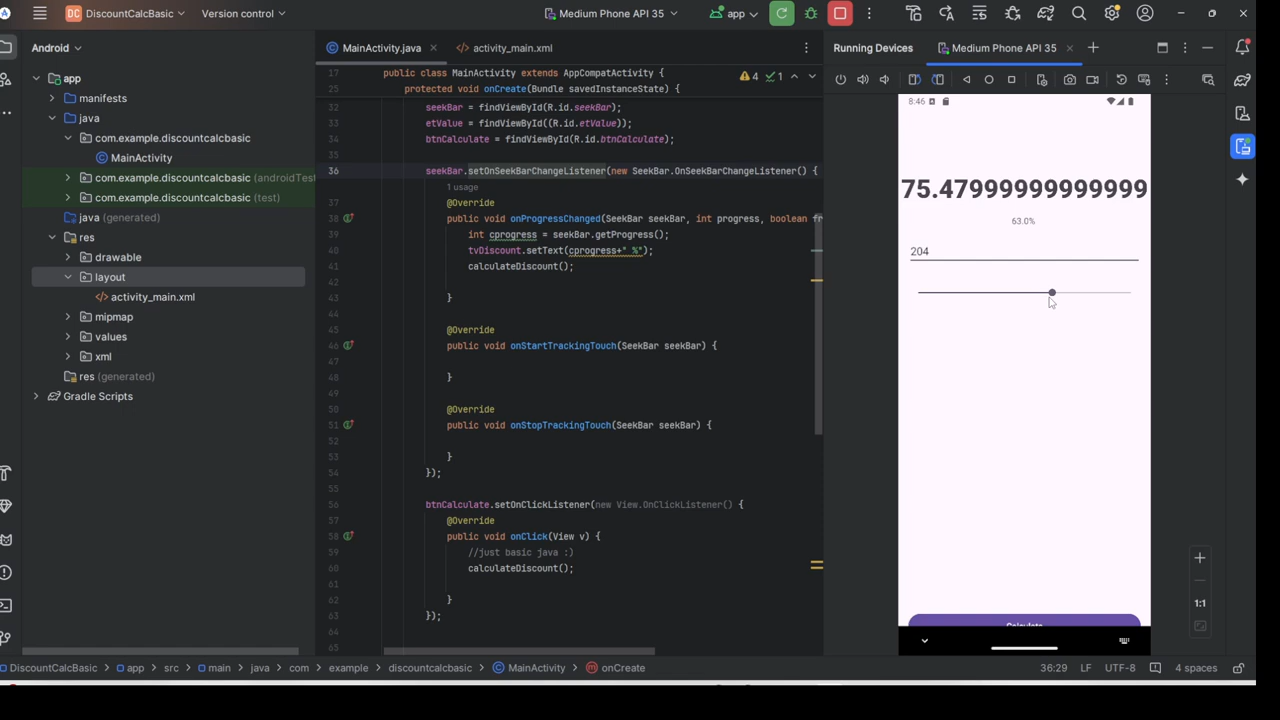 DC DiscountCalcBasic Version control Medium Phone API 35 app
Android
app
manifests
java
com.example.discountcalcbasic
MainActivity
com.example.discountcalcbasic (androidTest
com.example.discountcalcbasic (test)
java (generated)
res
drawable
layout
activity_main.xml
mipmap
values
xml
res (generated)
Gradle Scripts
MainActivity.java activity_main.xml
4 1
17 public class MainActivity extends AppCompatActivity {
25 protected void onCreate(Bundle savedInstanceState) {
32 seekBar = findViewById(R.id.seekBar);
33 etValue = findViewById((R.id.etValue));
34 btnCalculate = findViewById(R.id.btnCalculate);
35
36 seekBar.setOnSeekBarChangeListener(new SeekBar.OnSeekBarChangeListener() {
1 usage
37 @Override
38 public void onProgressChanged(SeekBar seekBar, int progress, boolean fr
39 int cprogress = seekBar.getProgress();
40 tvDiscount.setText(cprogress+" %");
41 calculateDiscount();
42
43 }
44
45 @Override
46 public void onStartTrackingTouch(SeekBar seekBar) {
47
48 }
49
50 @Override
51 public void onStopTrackingTouch(SeekBar seekBar) {
52
53 }
54 });
55
56 btnCalculate.setOnClickListener(new View.OnClickListener() {
57 @Override
58 public void onClick(View v) {
59 //just basic java :)
60 calculateDiscount();
61
62 }
63 });
64
65
Running Devices Medium Phone API 35
8:46
75.47999999999999
63.0%
204
Calculate
1:1
DiscountCalcBasic > app > src > main > java > com > example > discountcalcbasic > MainActivity > onCreate 36:29 LF UTF-8 4 spaces